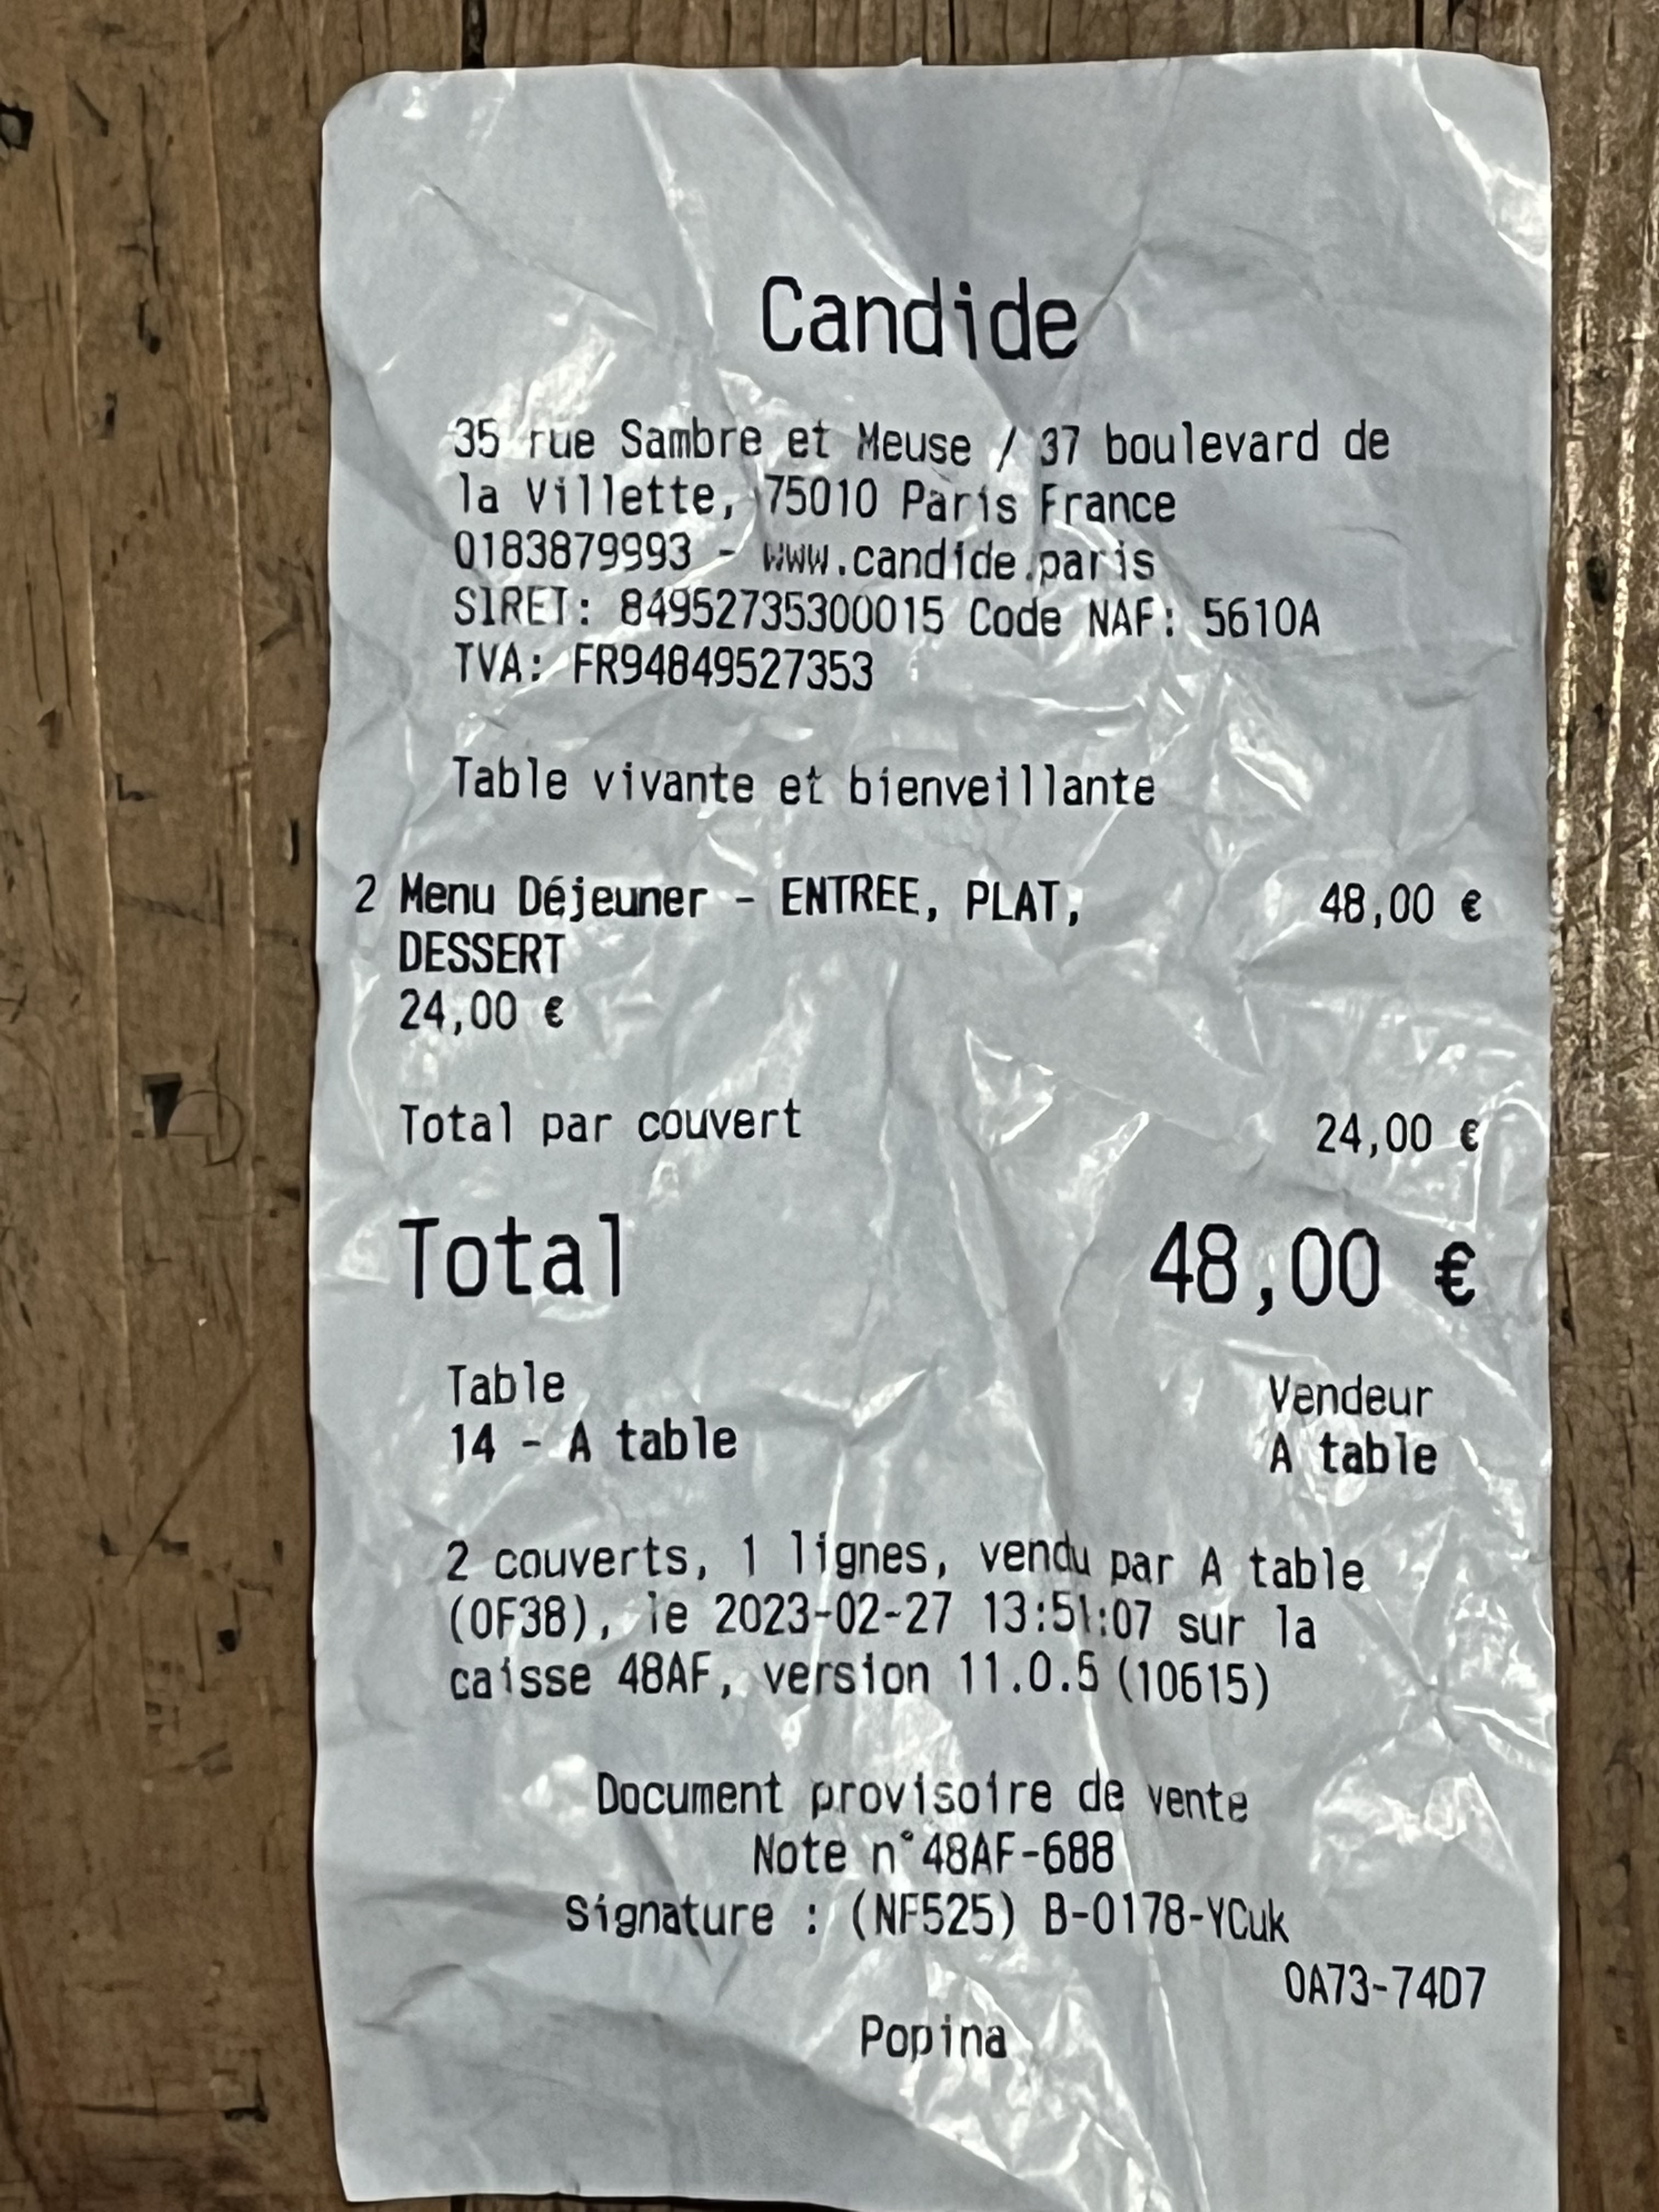 Candide
35 rue Sambre et Meuse / 37 boulevard de
la Villette, 75010 Paris France
0183879993 - www.candide.paris
SIRET: 84952735300015 Code NAF: 5610A
TVA: FR94849527353
Table vivante et bienveillante
2 Menu Déjeuner - ENTREE, PLAT, 48,00 €
DESSERT
24,00 €
Total par couvert 24,00 €
Total 48,00 €
Table Vendeur
14 - A table A table
2 couverts, 1 lignes, vendu par A table
(0F38), le 2023-02-27 13:51:07 sur la
caisse 48AF, version 11.0.5 (10615)
Document provisoire de vente
Note n°48AF-688
Signature : (NF525) B-0178-YCuk
0A73-74D7
Popina